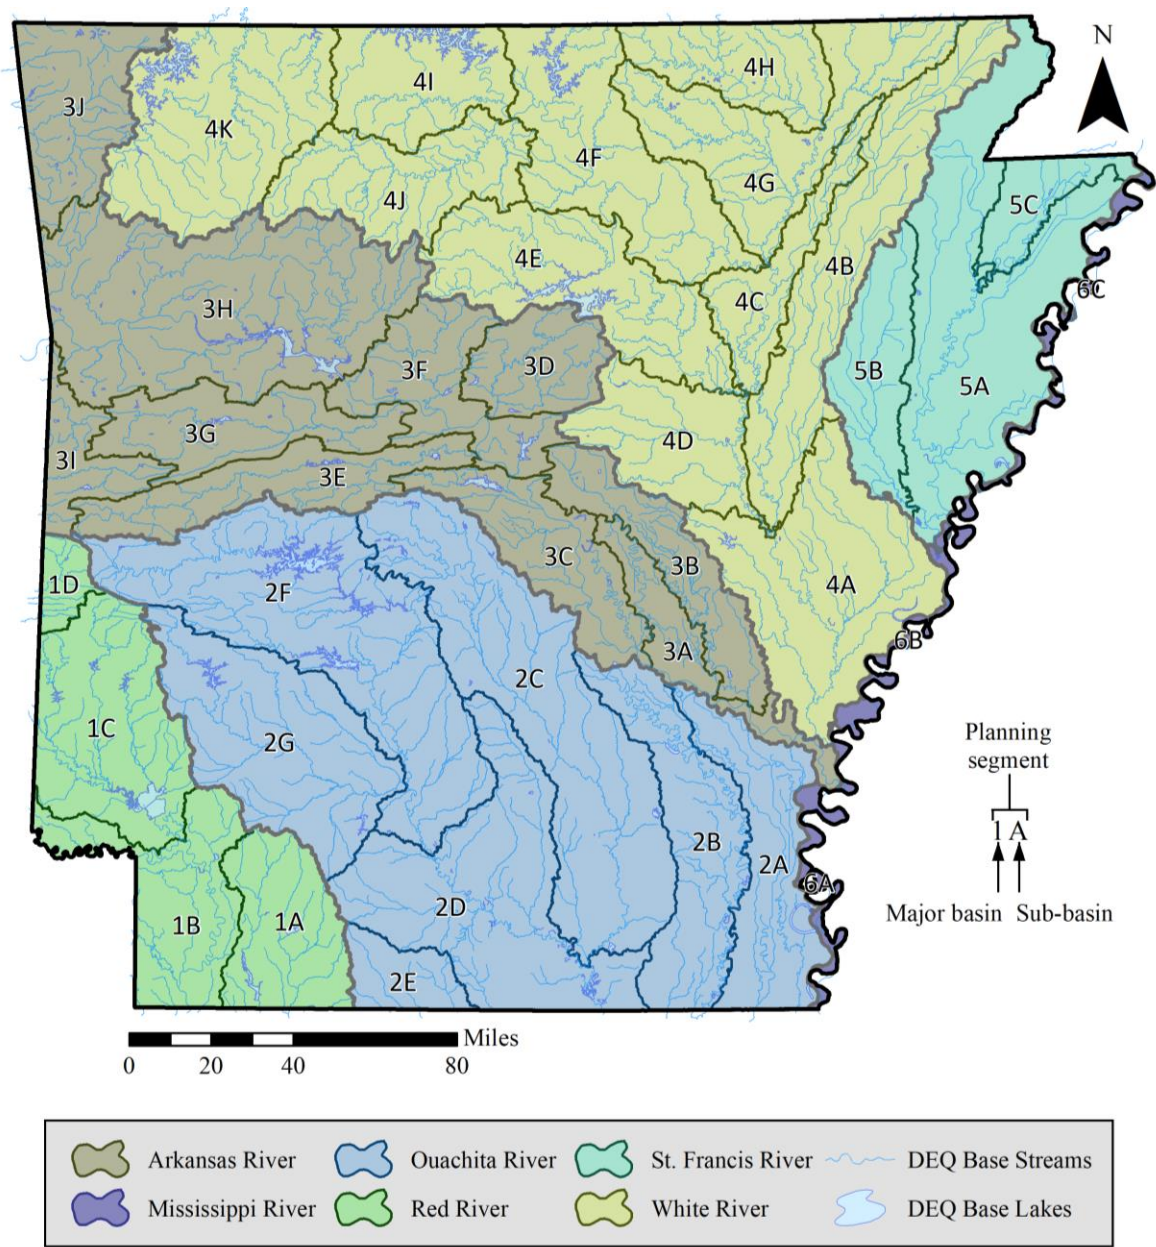 N
3J
4K
4I
4H
4F
4G
4J
5C
4E
4B
4C
6C
3H
3F
3D
5B
5A
3G
4D
3I
3E
3C
3B
1D
2F
4A
6B
3A
2C
1C
2G
Planning
segment
1A
Major basin Sub-basin
2B
2A
6A
2D
1B
1A
2E
Miles
0 20 40 80
Arkansas River
Ouachita River
St. Francis River
DEQ Base Streams
Mississippi River
Red River
White River
DEQ Base Lakes